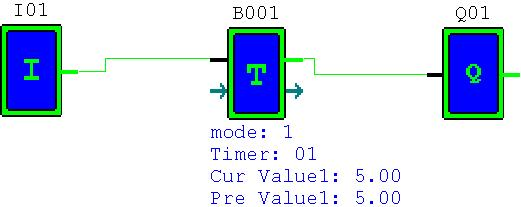 I01 B001 Q01
I T Q
mode: 1
Timer: 01
Cur Value1: 5.00
Pre Value1: 5.00